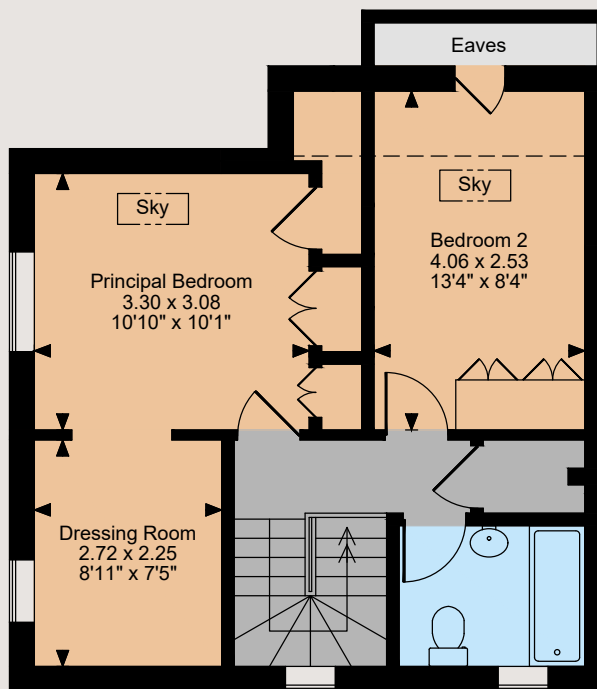 Eaves
Sky
Sky
Bedroom 2
4.06 x 2.53
13'4" x 8'4"
Principal Bedroom
3.30 x 3.08
10'10" x 10'1"
Dressing Room
2.72 x 2.25
8'11" x 7'5"